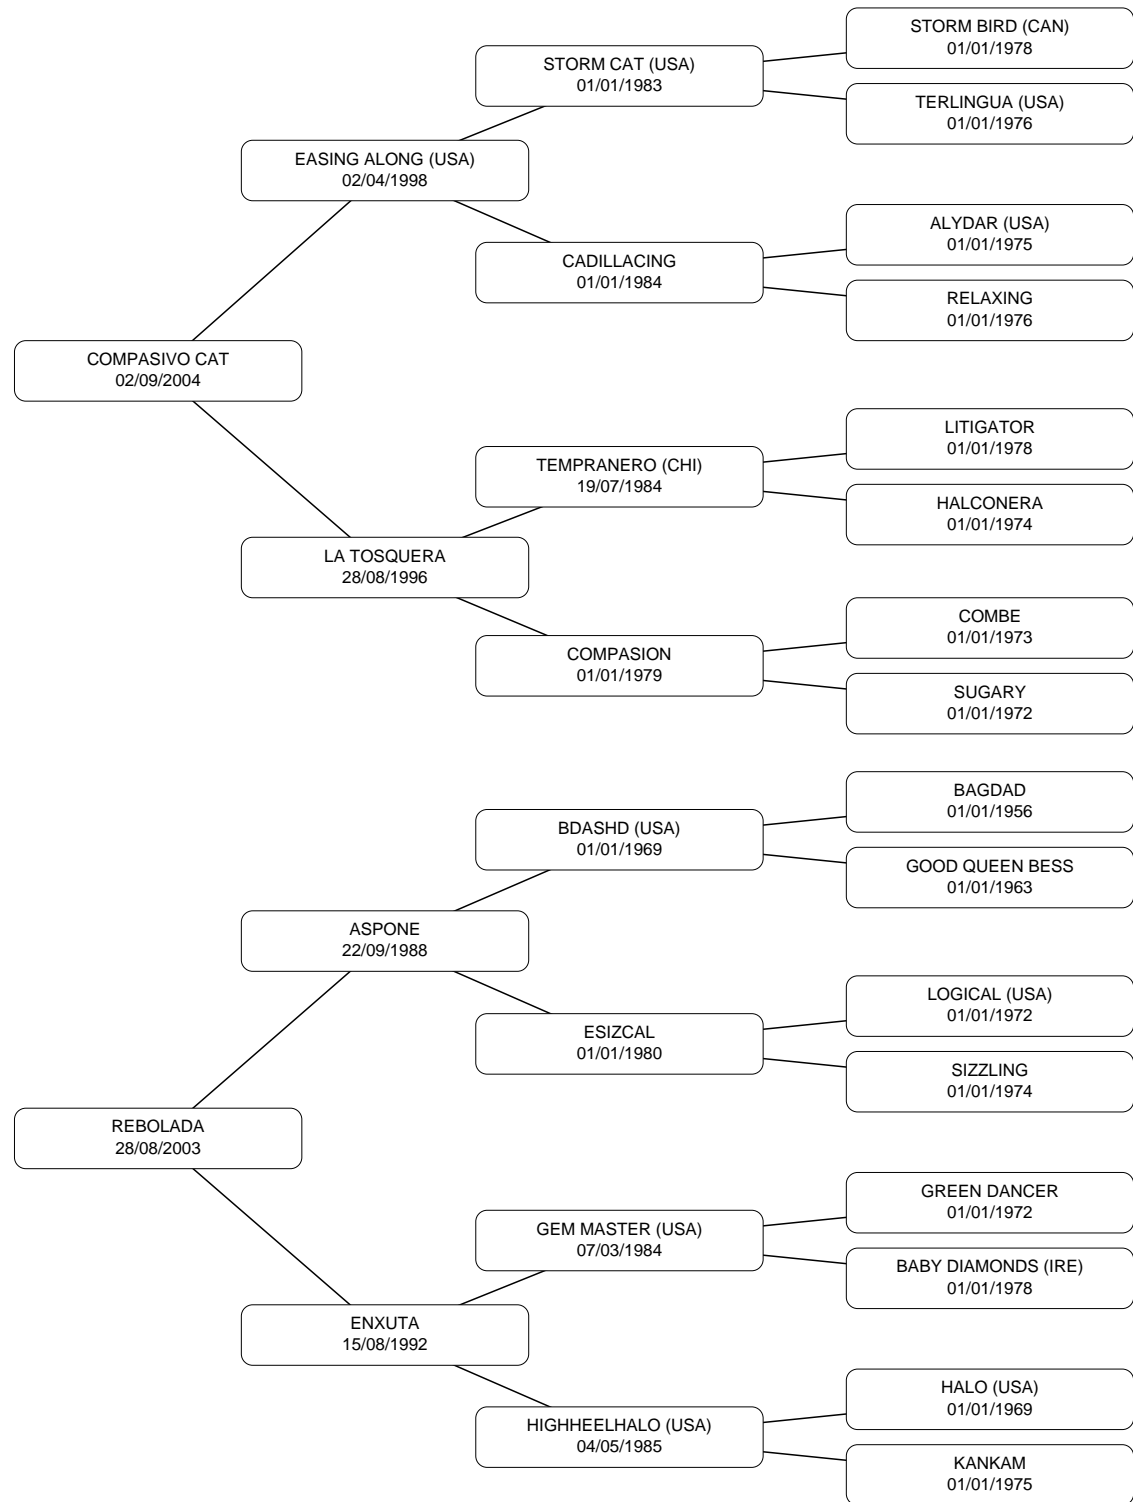 STORM BIRD (CAN)
01/01/1978
STORM CAT (USA)
01/01/1983
TERLINGUA (USA)
01/01/1976
EASING ALONG (USA)
02/04/1998
ALYDAR (USA)
01/01/1975
CADILLACING
01/01/1984
RELAXING
01/01/1976
COMPASIVO CAT
02/09/2004
LITIGATOR
01/01/1978
TEMPRANERO (CHI)
19/07/1984
HALCONERA
01/01/1974
LA TOSQUERA
28/08/1996
COMBE
01/01/1973
COMPASION
01/01/1979
SUGARY
01/01/1972
BAGDAD
01/01/1956
BDASHD (USA)
01/01/1969
GOOD QUEEN BESS
01/01/1963
ASPONE
22/09/1988
LOGICAL (USA)
01/01/1972
ESIZCAL
01/01/1980
SIZZLING
01/01/1974
REBOLADA
28/08/2003
GREEN DANCER
01/01/1972
GEM MASTER (USA)
07/03/1984
BABY DIAMONDS (IRE)
01/01/1978
ENXUTA
15/08/1992
HALO (USA)
01/01/1969
HIGHHEELHALO (USA)
04/05/1985
KANKAM
01/01/1975